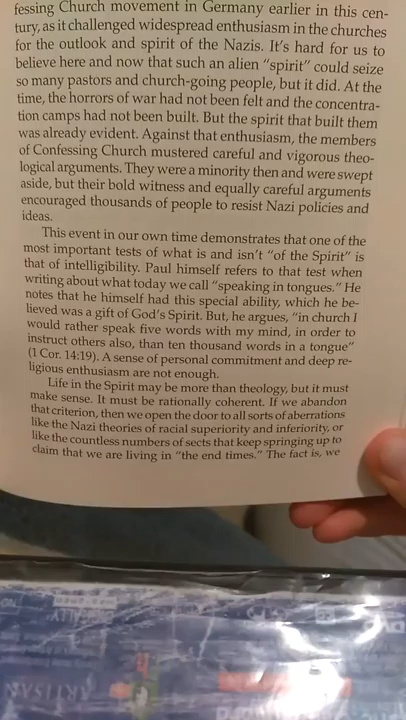 fessing Church movement in Germany earlier in this cen-
tury, as it challenged widespread enthusiasm in the churches
for the outlook and spirit of the Nazis. It's hard for us to
believe here and now that such an alien "spirit" could seize
so many pastors and church-going people, but it did. At the
time, the horrors of war had not been felt and the concentra-
tion camps had not been built. But the spirit that built them
was already evident. Against that enthusiasm, the members
of Confessing Church mustered careful and vigorous theo-
logical arguments. They were a minority then and were swept
aside, but their bold witness and equally careful arguments
encouraged thousands of people to resist Nazi policies and
ideas.
This event in our own time demonstrates that one of the
most important tests of what is and isn't "of the Spirit" is
that of intelligibility. Paul himself refers to that test when
writing about what today we call "speaking in tongues." He
notes that he himself had this special ability, which he be-
lieved was a gift of God's Spirit. But, he argues, "in church I
would rather speak five words with my mind, in order to
instruct others also, than ten thousand words in a tongue"
(1 Cor. 14:19). A sense of personal commitment and deep re-
ligious enthusiasm are not enough.
Life in the Spirit may be more than theology, but it must
make sense. It must be rationally coherent. If we abandon
that criterion, then we open the door to all sorts of aberrations
like the Nazi theories of racial superiority and inferiority, or
like the countless numbers of sects that keep springing up to
claim that we are living in "the end times." The fact is, we
ARTISAN